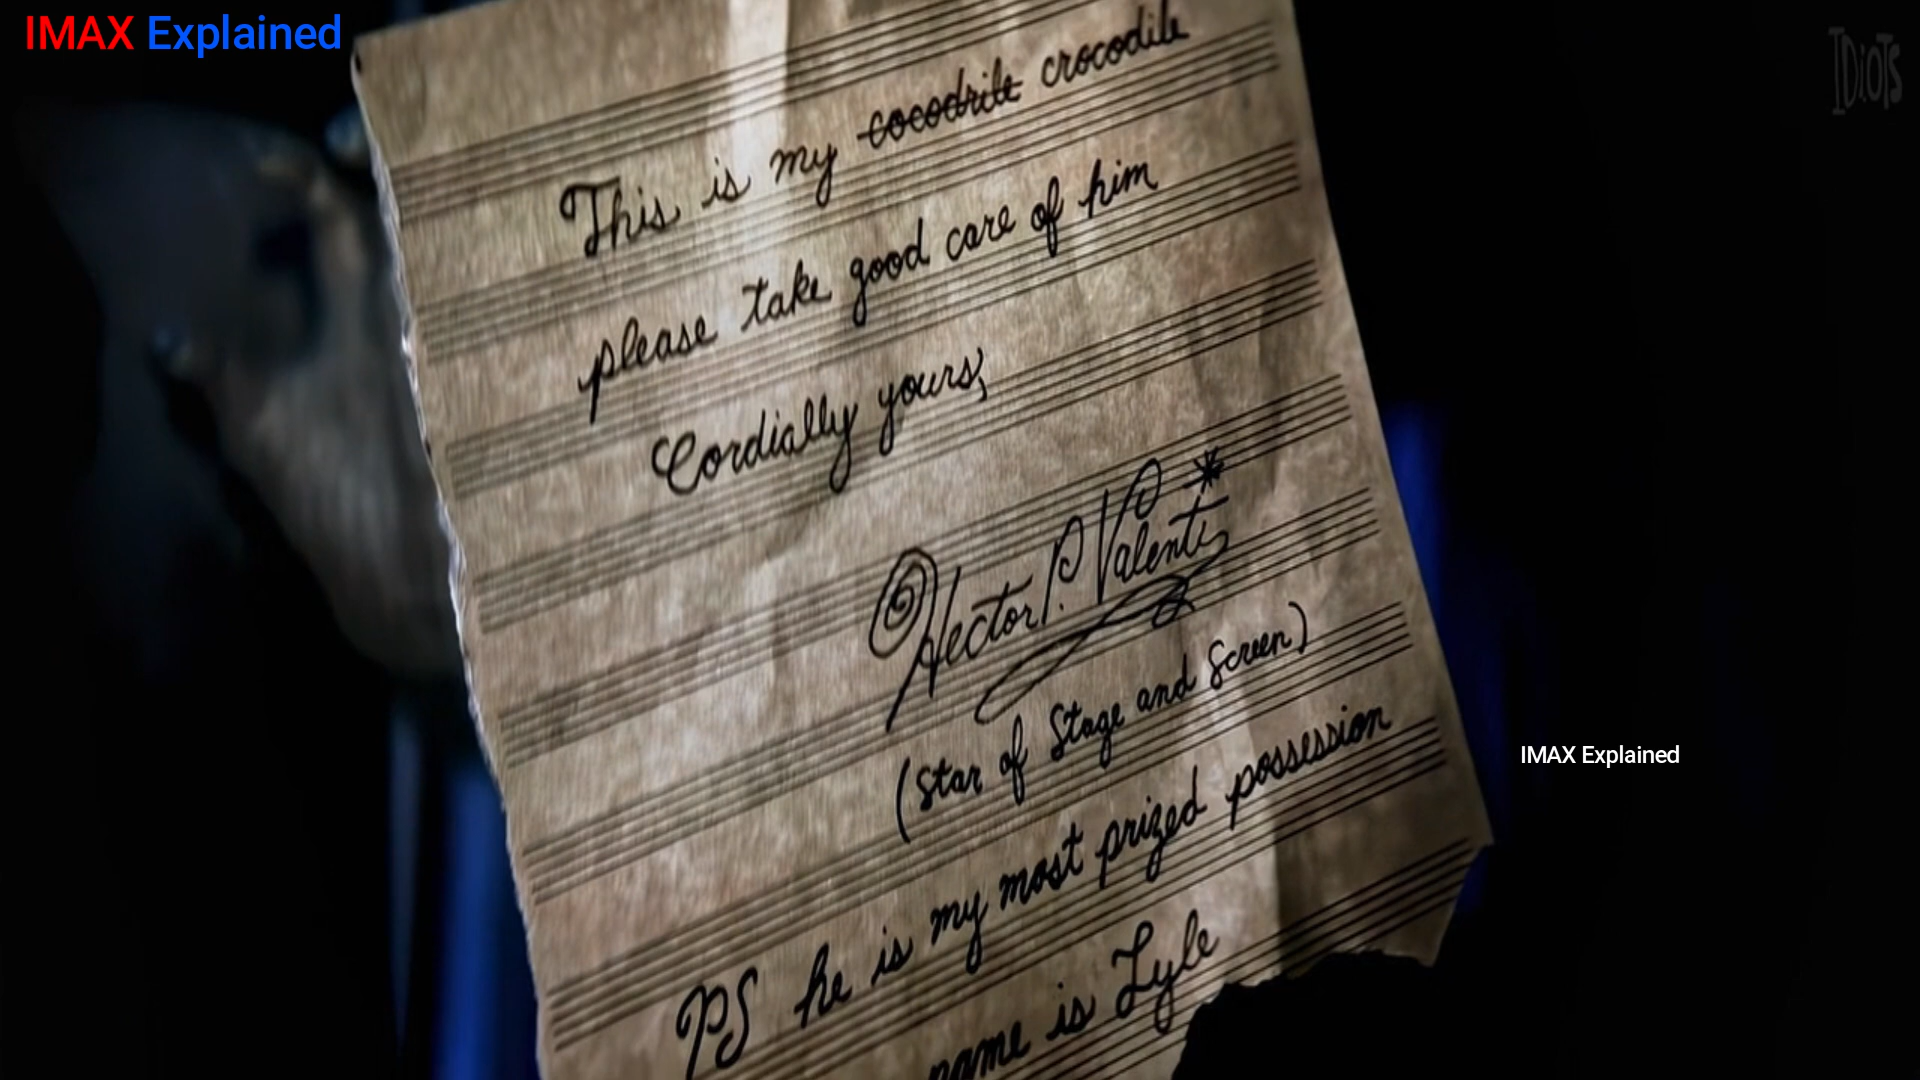 IMAX Explained
IDiOTS
This is my cocodrile crocodile
please take good care of him
Cordially yours,
Hector P. Valenti*
(Star of Stage and Screen)
PS he is my most prized possession
name is Lyle
IMAX Explained